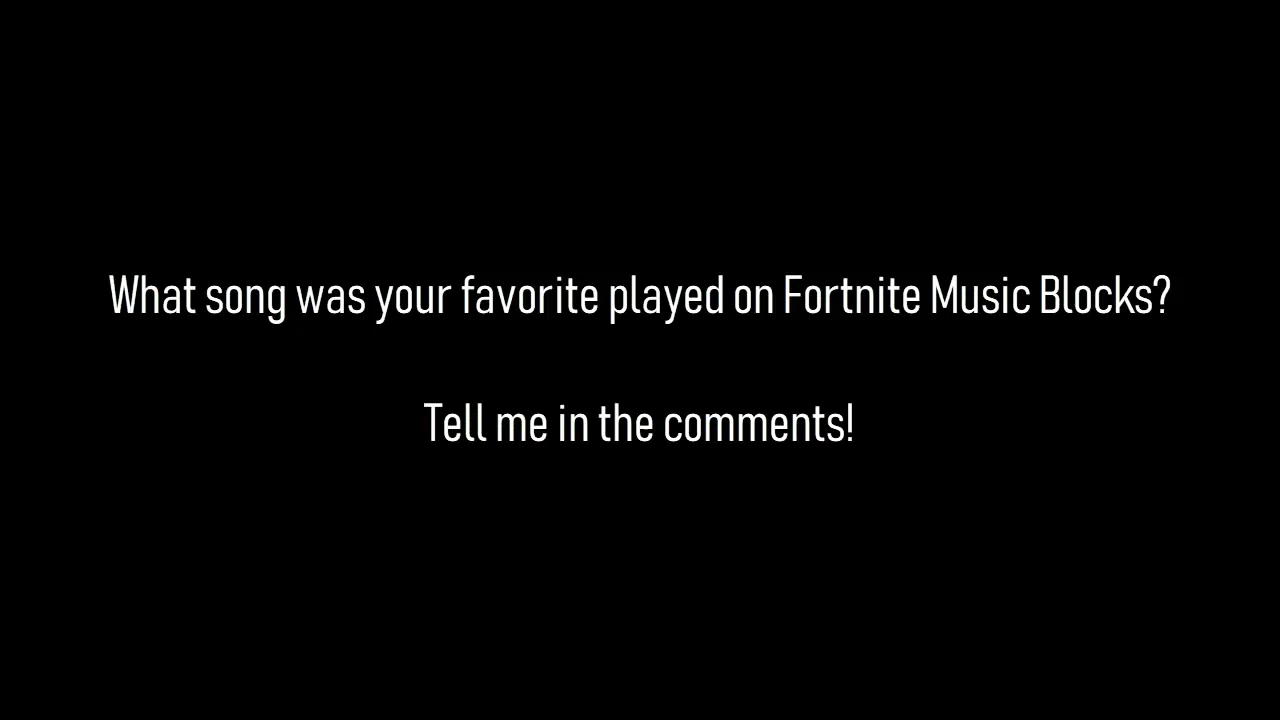 What song was your favorite played on Fortnite Music Blocks?
Tell me in the comments!